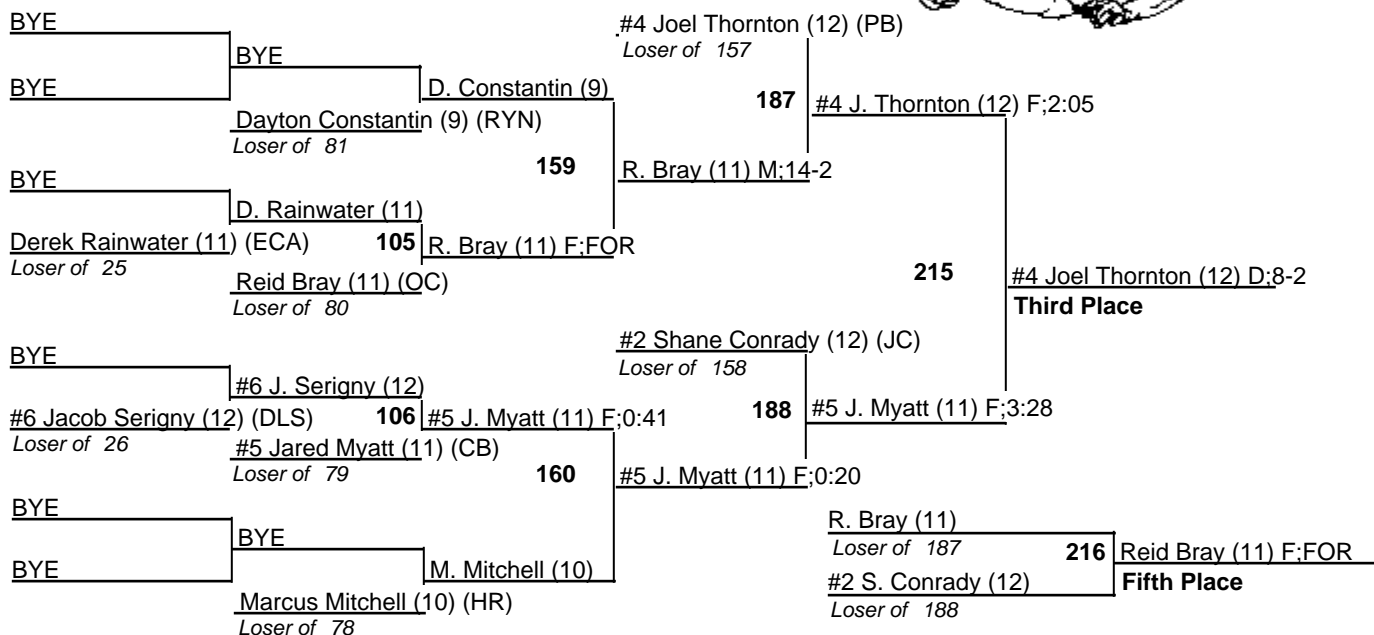 BYE
#4 Joel Thornton (12) (PB)
Loser of 157
BYE
BYE
D. Constantin (9)
187
#4 J. Thornton (12) F;2:05
Dayton Constantin (9) (RYN)
Loser of 81
159
R. Bray (11) M;14-2
BYE
D. Rainwater (11)
Derek Rainwater (11) (ECA)
105
R. Bray (11) F;FOR
Loser of 25
215
#4 Joel Thornton (12) D;8-2
Reid Bray (11) (OC)
Loser of 80
Third Place
#2 Shane Conrady (12) (JC)
BYE
Loser of 158
#6 J. Serigny (12)
#6 Jacob Serigny (12) (DLS)
106
#5 J. Myatt (11) F;0:41
188
#5 J. Myatt (11) F;3:28
Loser of 26
#5 Jared Myatt (11) (CB)
Loser of 79
160
#5 J. Myatt (11) F;0:20
BYE
R. Bray (11)
BYE
Loser of 187
216
Reid Bray (11) F;FOR
BYE
M. Mitchell (10)
#2 S. Conrady (12)
Fifth Place
Marcus Mitchell (10) (HR)
Loser of 188
Loser of 78